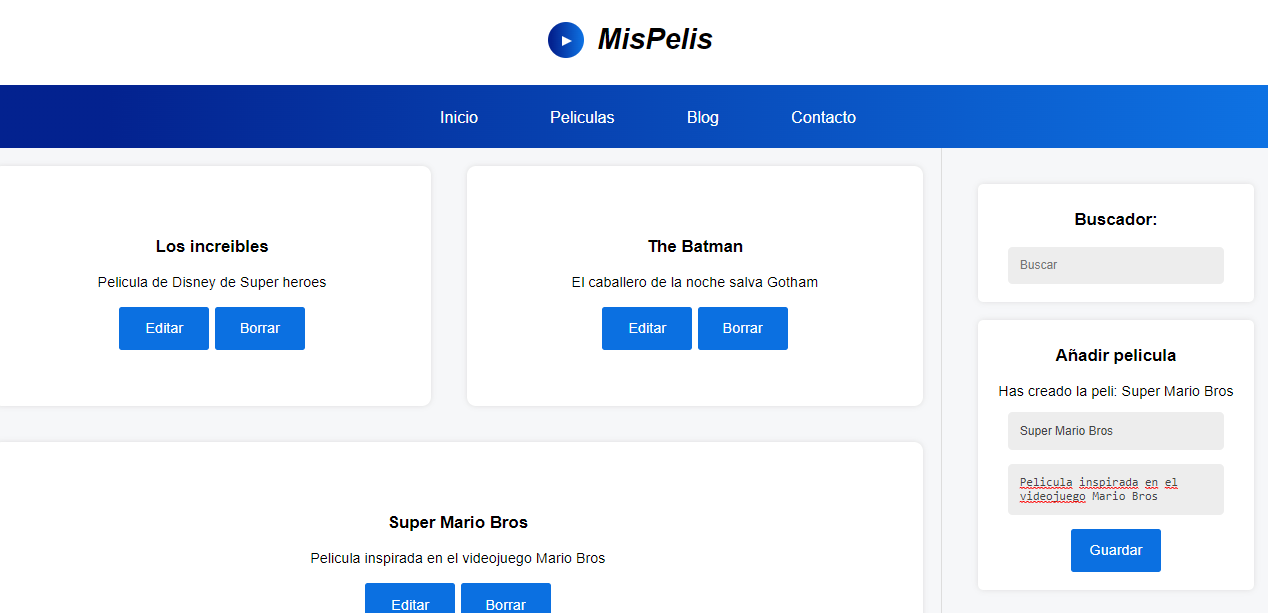 MisPelis
Inicio
Peliculas
Blog
Contacto
Los increibles
Pelicula de Disney de Super heroes
Editar
Borrar
The Batman
El caballero de la noche salva Gotham
Editar
Borrar
Super Mario Bros
Pelicula inspirada en el videojuego Mario Bros
Editar
Borrar
Buscador:
Buscar
Añadir pelicula
Has creado la peli: Super Mario Bros
Super Mario Bros
Pelicula inspirada en el
videojuego Mario Bros
Guardar